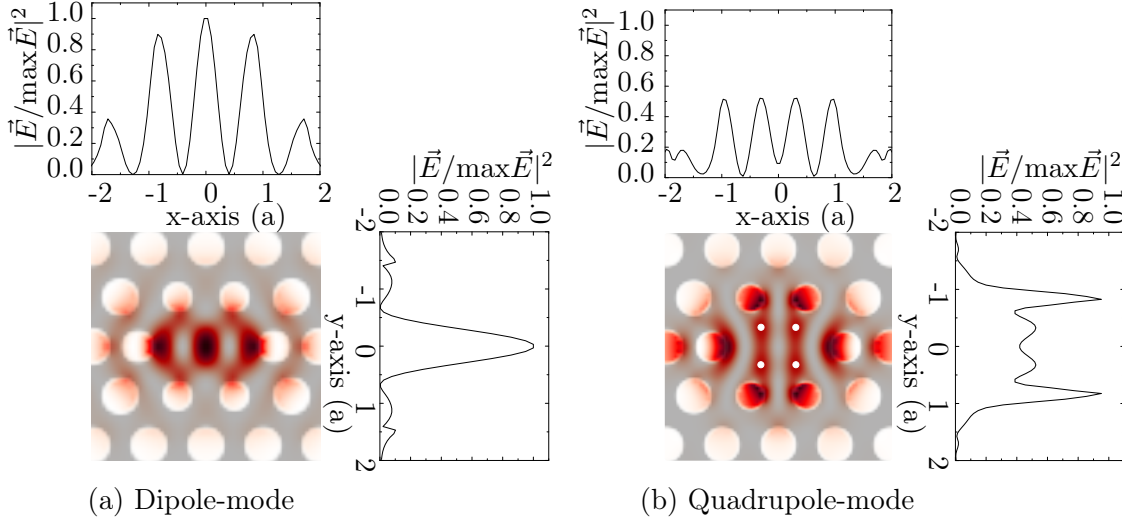 |E⃗/maxE⃗|²
1.0
0.8
0.6
0.4
0.2
0.0
-2 -1 0 1 2
x-axis (a)
|E⃗/maxE⃗|²
0.0 0.2 0.4 0.6 0.8 1.0
-2
-1
0
1
2
y-axis (a)
(a) Dipole-mode
|E⃗/maxE⃗|²
1.0
0.8
0.6
0.4
0.2
0.0
-2 -1 0 1 2
x-axis (a)
|E⃗/maxE⃗|²
0.0 0.2 0.4 0.6 0.8 1.0
-2
-1
0
1
2
y-axis (a)
(b) Quadrupole-mode